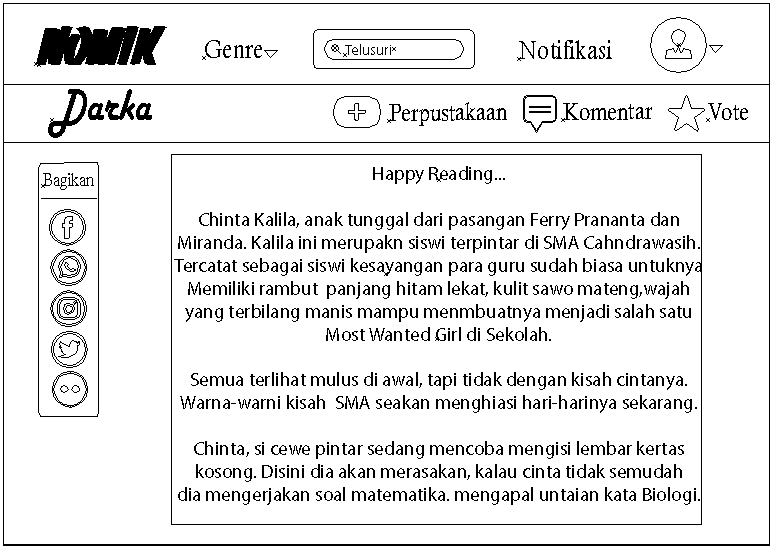 NOMIK
Genre
Telusuri
Notifikasi
Darka
Perpustakaan
Komentar
Vote
Bagikan
Happy Reading...
Chinta Kalila, anak tunggal dari pasangan Ferry Prananta dan
Miranda. Kalila ini merupakn siswi terpintar di SMA Cahndrawasih.
Tercatat sebagai siswi kesayangan para guru sudah biasa untuknya
Memiliki rambut panjang hitam lekat, kulit sawo mateng,wajah
yang terbilang manis mampu menmbuatnya menjadi salah satu
Most Wanted Girl di Sekolah.
Semua terlihat mulus di awal, tapi tidak dengan kisah cintanya.
Warna-warni kisah SMA seakan menghiasi hari-harinya sekarang.
Chinta, si cewe pintar sedang mencoba mengisi lembar kertas
kosong. Disini dia akan merasakan, kalau cinta tidak semudah
dia mengerjakan soal matematika. mengapal untaian kata Biologi.